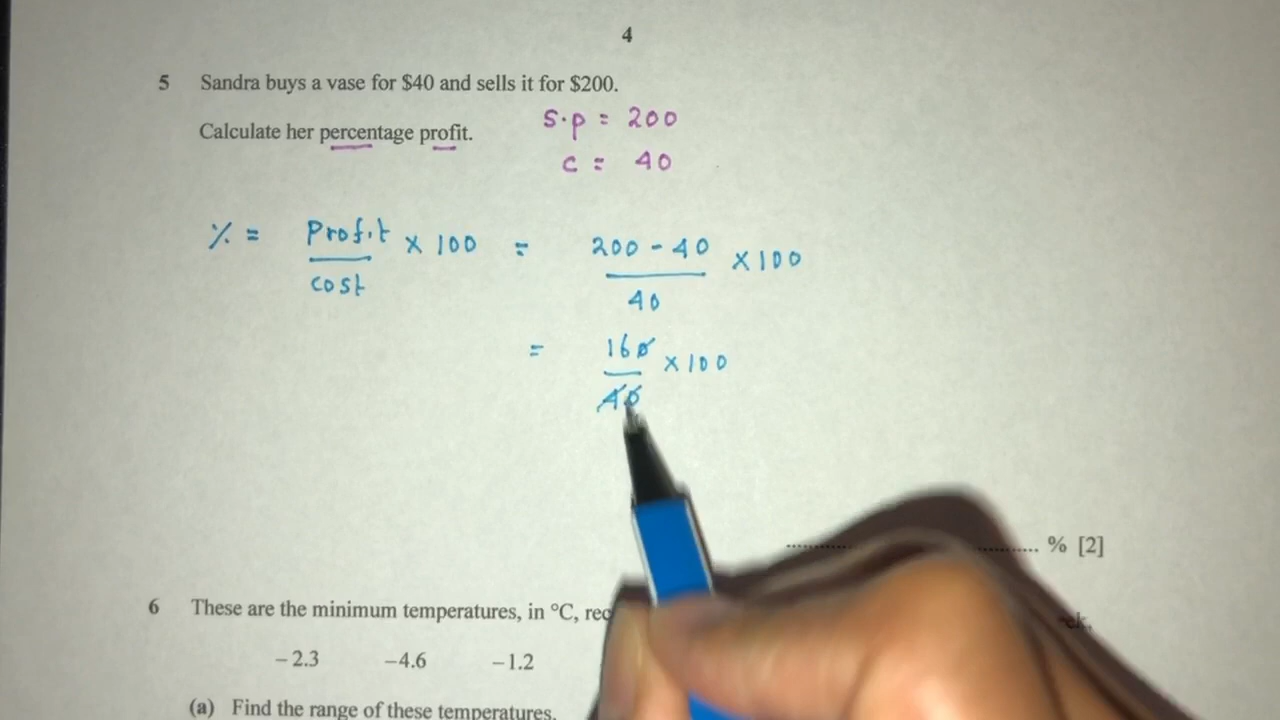 4
5 Sandra buys a vase for $40 and sells it for $200.
Calculate her percentage profit.
S.p = 200
C = 40
% = Profit/cost × 100 = 200 - 40/40 × 100
= 160/40 × 100
% [2]
6 These are the minimum temperatures, in °C,
–2.3 –4.6 –1.2
(a) Find the range of these temperatures.